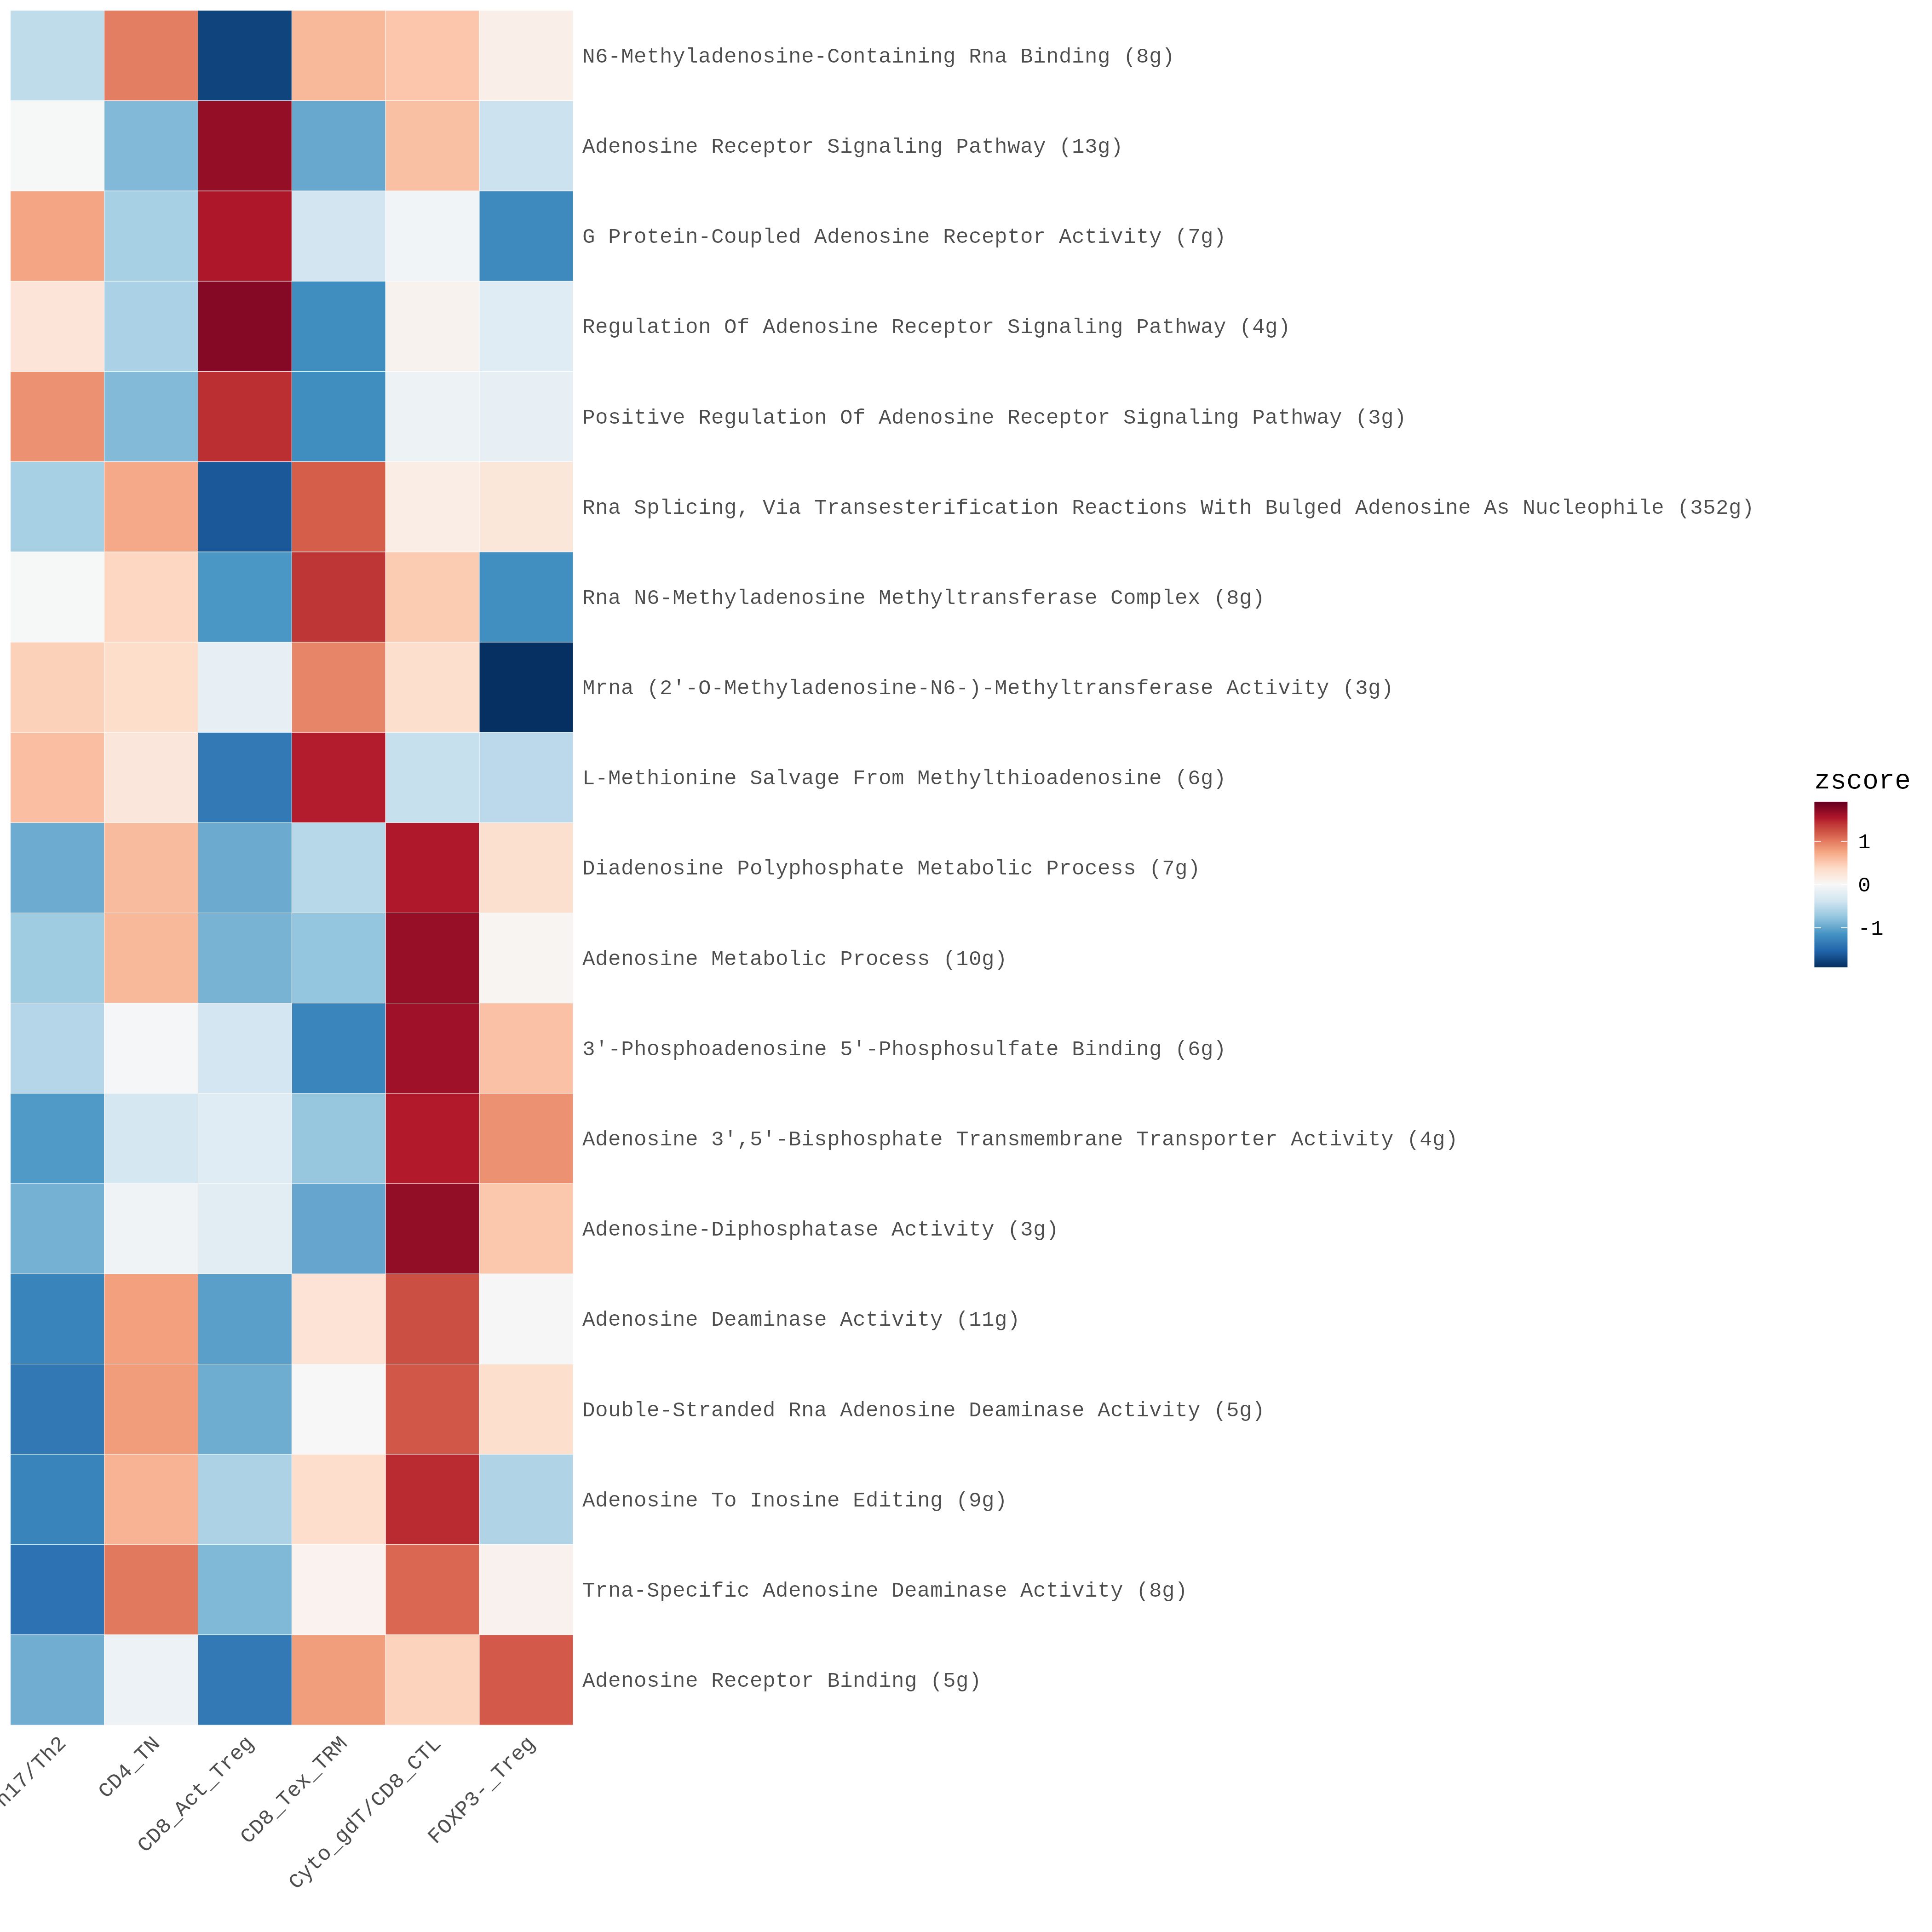 N6-Methyladenosine-Containing Rna Binding (8g)
Adenosine Receptor Signaling Pathway (13g)
G Protein-Coupled Adenosine Receptor Activity (7g)
Regulation Of Adenosine Receptor Signaling Pathway (4g)
Positive Regulation Of Adenosine Receptor Signaling Pathway (3g)
Rna Splicing, Via Transesterification Reactions With Bulged Adenosine As Nucleophile (352g)
Rna N6-Methyladenosine Methyltransferase Complex (8g)
Mrna (2'-O-Methyladenosine-N6-)-Methyltransferase Activity (3g)
L-Methionine Salvage From Methylthioadenosine (6g)
Diadenosine Polyphosphate Metabolic Process (7g)
Adenosine Metabolic Process (10g)
3'-Phosphoadenosine 5'-Phosphosulfate Binding (6g)
Adenosine 3',5'-Bisphosphate Transmembrane Transporter Activity (4g)
Adenosine-Diphosphatase Activity (3g)
Adenosine Deaminase Activity (11g)
Double-Stranded Rna Adenosine Deaminase Activity (5g)
Adenosine To Inosine Editing (9g)
Trna-Specific Adenosine Deaminase Activity (8g)
Adenosine Receptor Binding (5g)
zscore
1
0
-1
h17/Th2
CD4_TN
CD8_Act_Treg
CD8_Tex_TRM
Cyto_gdT/CD8_CTL
FOXP3-_Treg